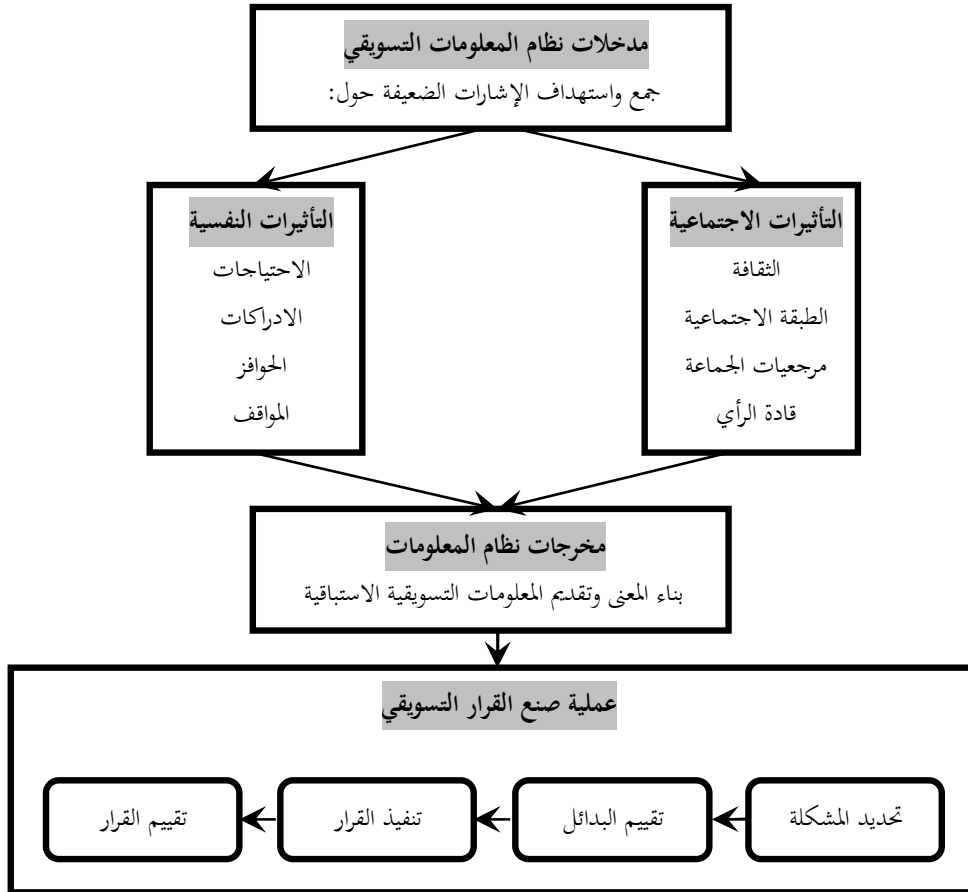 مدخلات نظام المعلومات التسويقي
جمع واستهداف الإشارات الضعيفة حول:
التأثيرات الاجتماعية
الثقافة
الطبقة الاجتماعية
مرجعيات الجماعة
قادة الرأي
التأثيرات النفسية
الاحتياجات
الادراكات
الحوافز
المواقف
مخرجات نظام المعلومات
بناء المعنى وتقديم المعلومات التسويقية الاستباقية
عملية صنع القرار التسويقي
تحديد المشكلة
تقييم البدائل
تنفيذ القرار
تقييم القرار